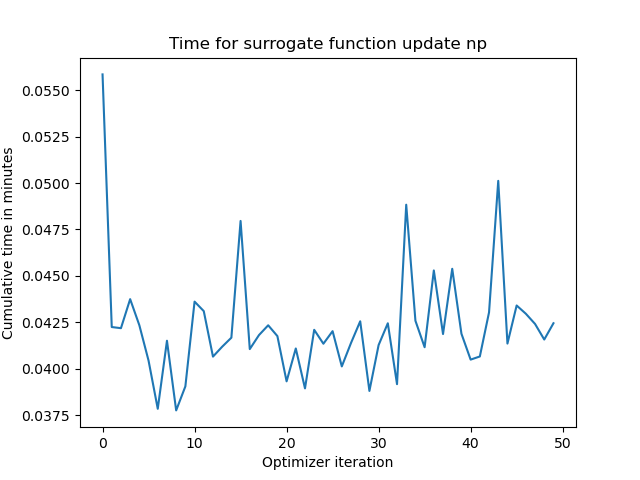 Time for surrogate function update np
Cumulative time in minutes
0.0550
0.0525
0.0500
0.0475
0.0450
0.0425
0.0400
0.0375
0 10 20 30 40 50
Optimizer iteration